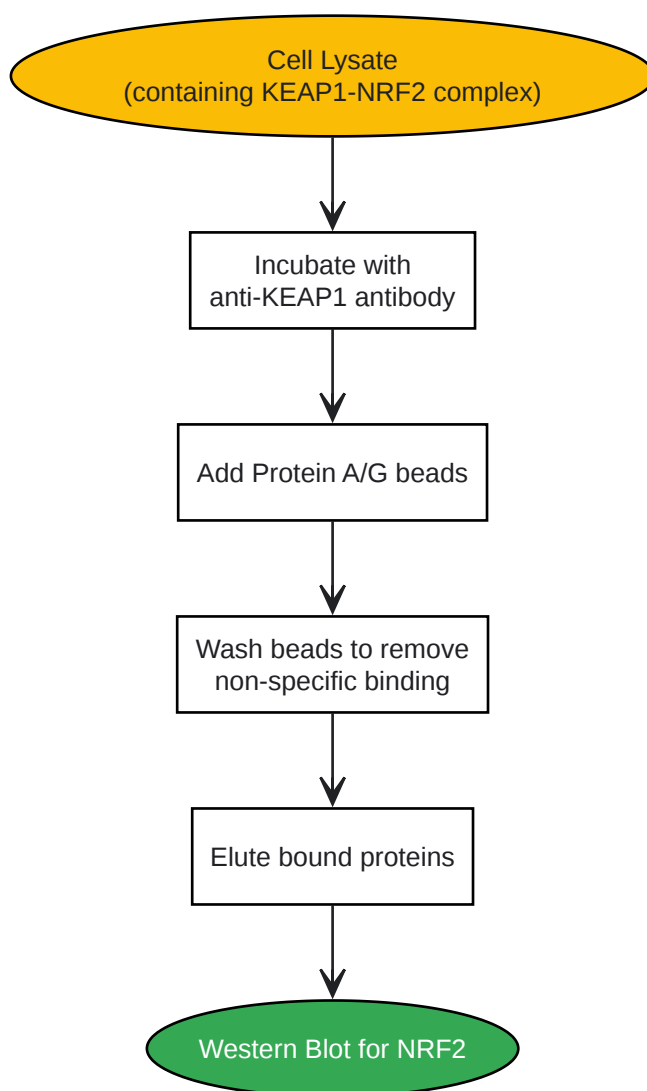 Cell Lysate
(containing KEAP1-NRF2 complex)
Incubate with
anti-KEAP1 antibody
Add Protein A/G beads
Wash beads to remove
non-specific binding
Elute bound proteins
Western Blot for NRF2